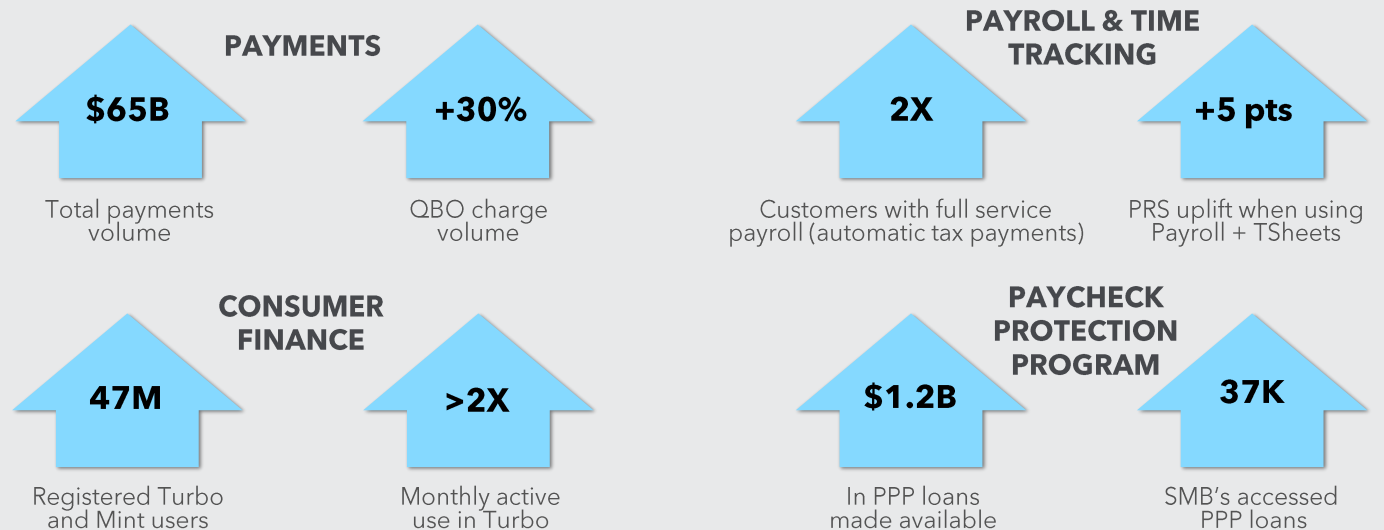 PAYMENTS
$65B
Total payments
volume
+30%
QBO charge
volume
PAYROLL & TIME
TRACKING
2X
Customers with full service
payroll (automatic tax payments)
+5 pts
PRS uplift when using
Payroll + TSheets
CONSUMER
FINANCE
47M
Registered Turbo
and Mint users
>2X
Monthly active
use in Turbo
PAYCHECK
PROTECTION
PROGRAM
$1.2B
In PPP loans
made available
37K
SMB's accessed
PPP loans